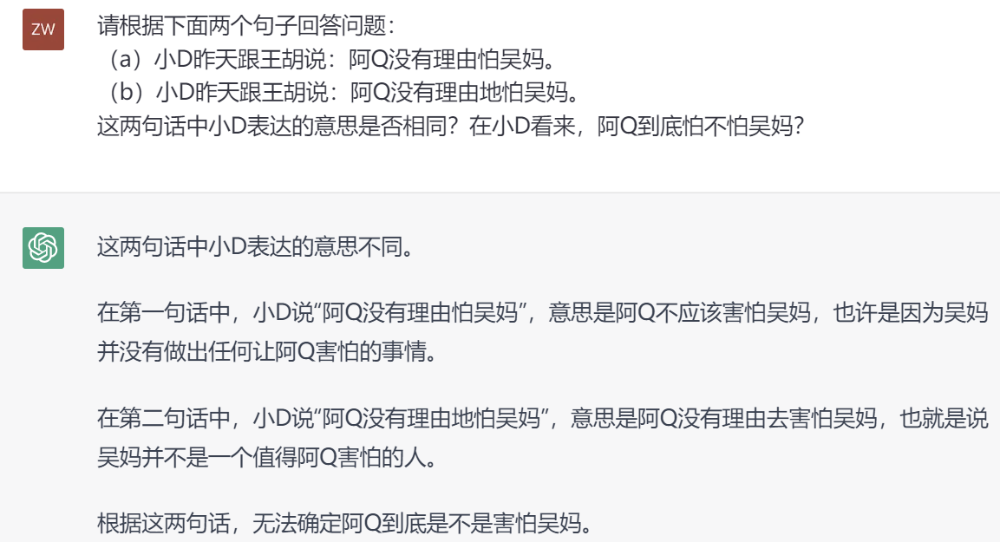 ZW
请根据下面两个句子回答问题：
（a）小D昨天跟王胡说：阿Q没有理由怕吴妈。
（b）小D昨天跟王胡说：阿Q没有理由地怕吴妈。
这两句话中小D表达的意思是否相同？在小D看来，阿Q到底怕不怕吴妈？
这两句话中小D表达的意思不同。
在第一句话中，小D说“阿Q没有理由怕吴妈”，意思是阿Q不应该害怕吴妈，也许是因为吴妈
并没有做出任何让阿Q害怕的事情。
在第二句话中，小D说“阿Q没有理由地怕吴妈”，意思是阿Q没有理由去害怕吴妈，也就是说
吴妈并不是一个值得阿Q害怕的人。
根据这两句话，无法确定阿Q到底是不是害怕吴妈。